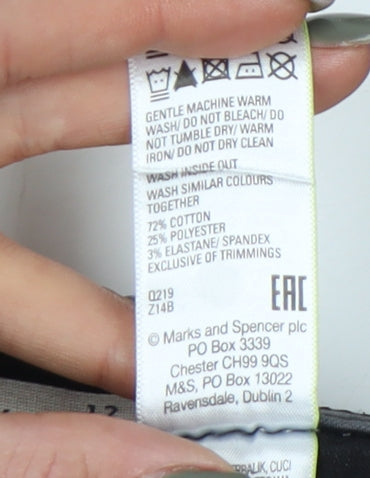 GENTLE MACHINE WARM
WASH/ DO NOT BLEACH/ DO
NOT TUMBLE DRY/ WARM
IRON/ DO NOT DRY CLEAN
WASH INSIDE OUT
WASH SIMILAR COLOURS
TOGETHER
72% COTTON
25% POLYESTER
3% ELASTANE/ SPANDEX
EXCLUSIVE OF TRIMMINGS
Q219
Z14B
EAC
© Marks and Spencer plc
PO Box 3339
Chester CH99 9QS
M&S, PO Box 13022
Ravensdale, Dublin 2
12